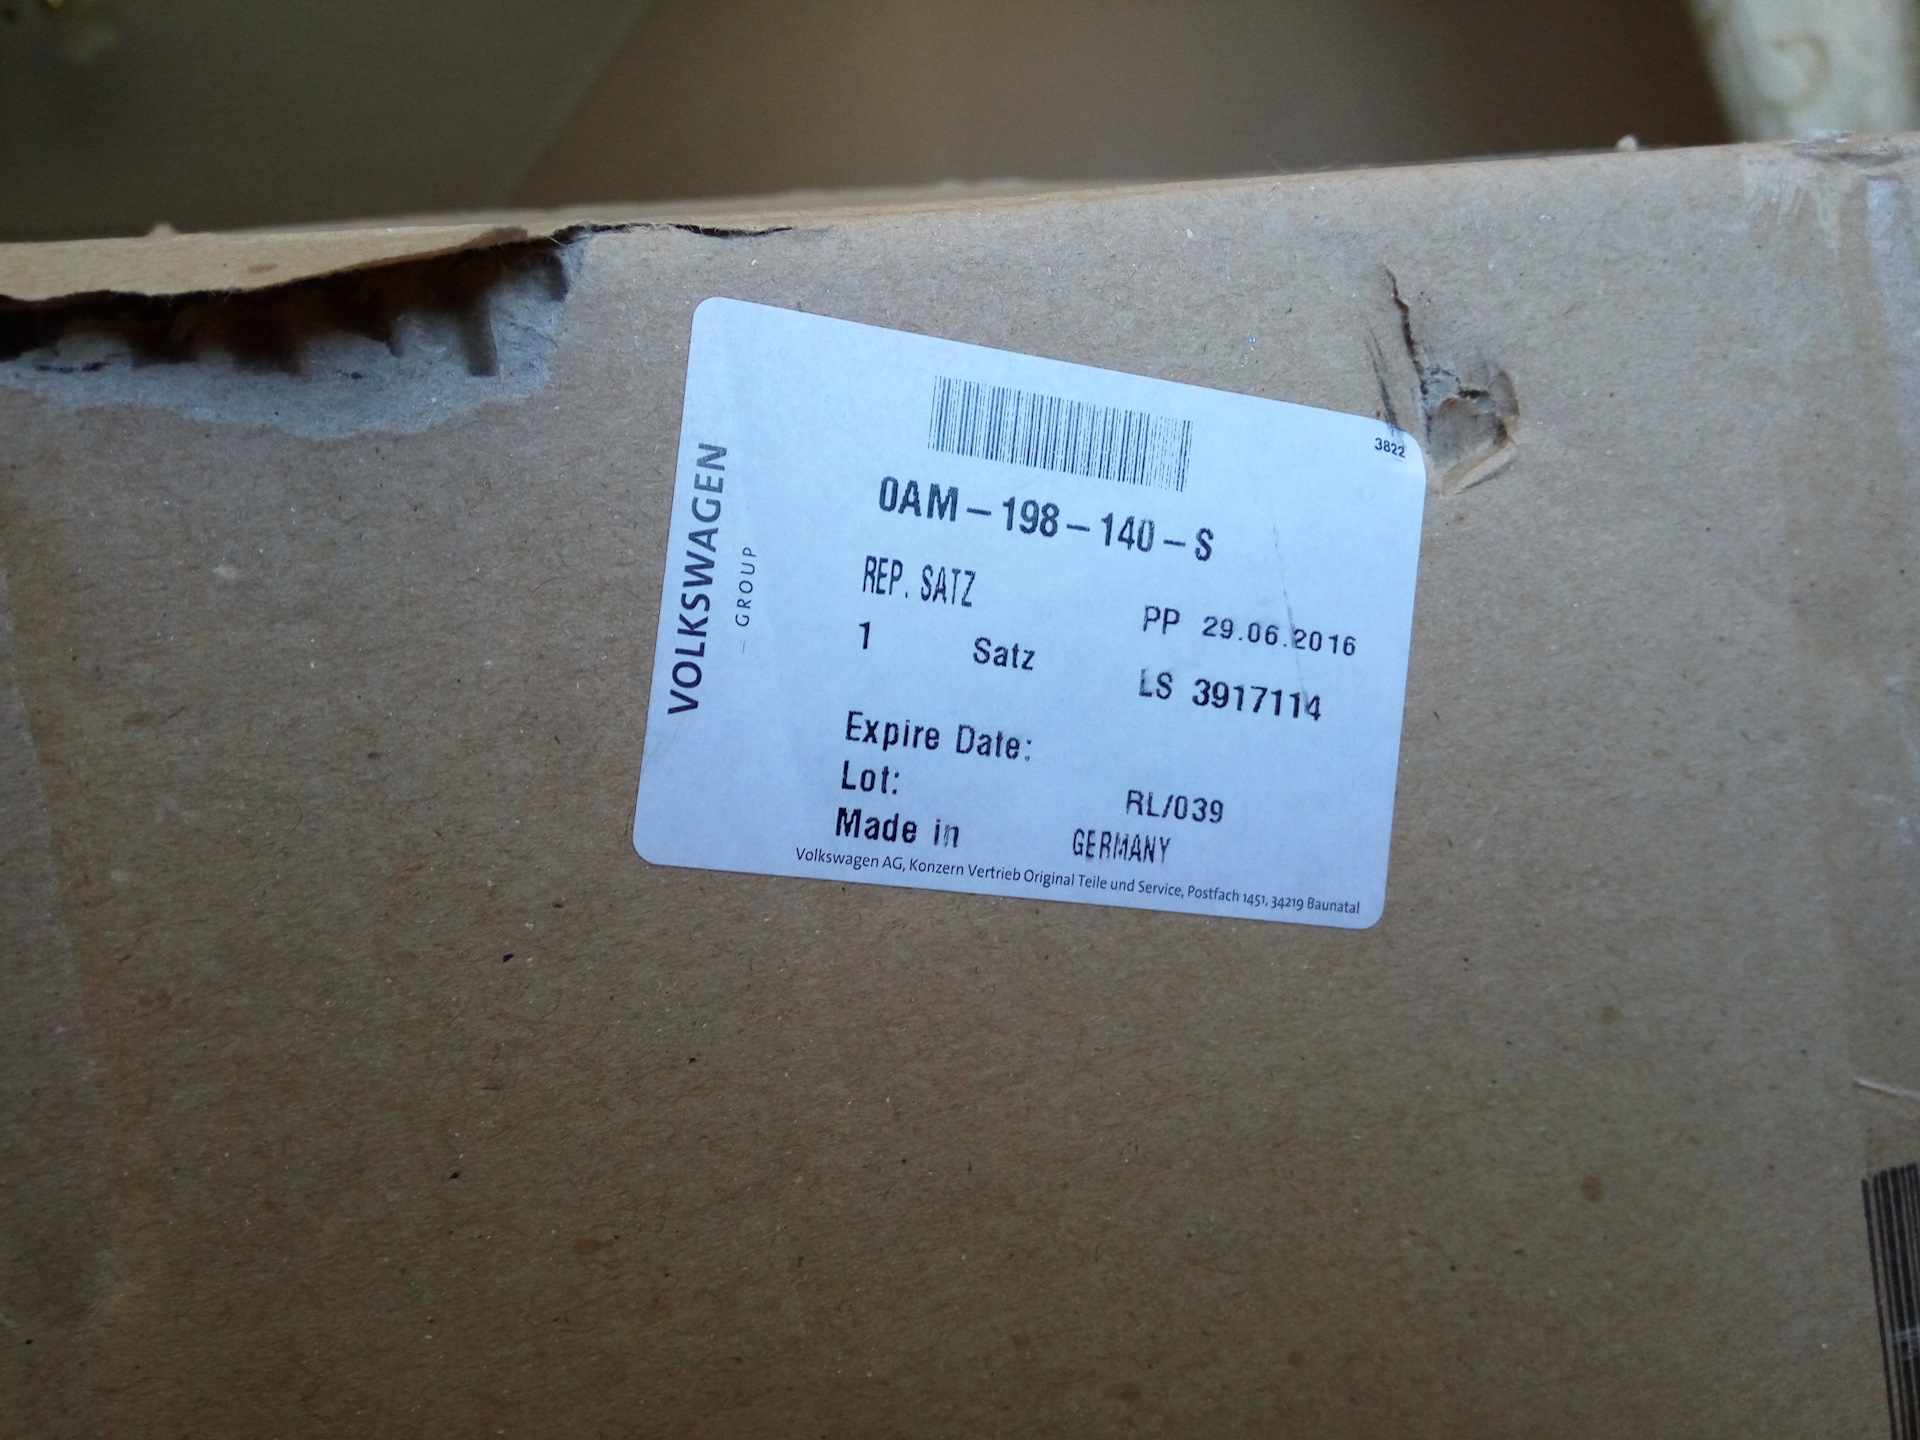 3822
VOLKSWAGEN
GROUP
0AM-198-140-S
REP. SATZ
PP 29.06.2016
1 Satz
LS 3917114
Expire Date:
Lot:
RL/039
Made in GERMANY
Volkswagen AG, Konzern Vertrieb Original Teile und Service, Postfach 1451, 34219 Baunatal